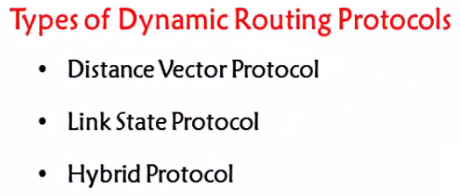 Types of Dynamic Routing Protocols
• Distance Vector Protocol
• Link State Protocol
• Hybrid Protocol